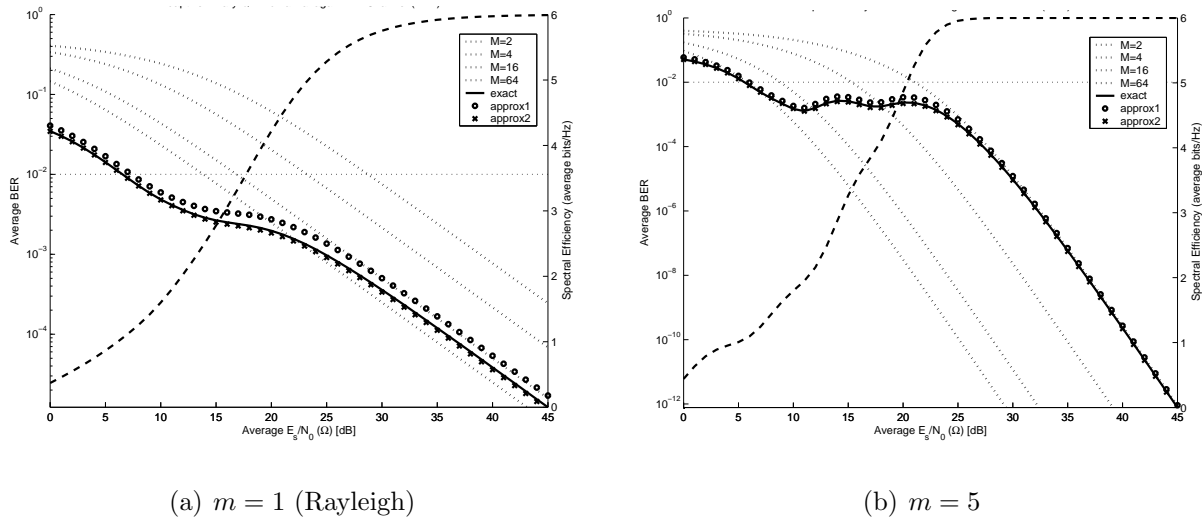 10^0
10^-1
10^-2
10^-3
10^-4
Average BER
0 5 10 15 20 25 30 35 40 45
Average E_s/N_0 (Ω) [dB]
0
1
2
3
4
5
6
Spectral Efficiency (average bits/Hz)
M=2
M=4
M=16
M=64
exact
approx1
approx2
(a) m = 1 (Rayleigh)
10^0
10^-2
10^-4
10^-6
10^-8
10^-10
10^-12
Average BER
0 5 10 15 20 25 30 35 40 45
Average E_s/N_0 (Ω) [dB]
0
1
2
3
4
5
6
Spectral Efficiency (average bits/Hz)
M=2
M=4
M=16
M=64
exact
approx1
approx2
(b) m = 5